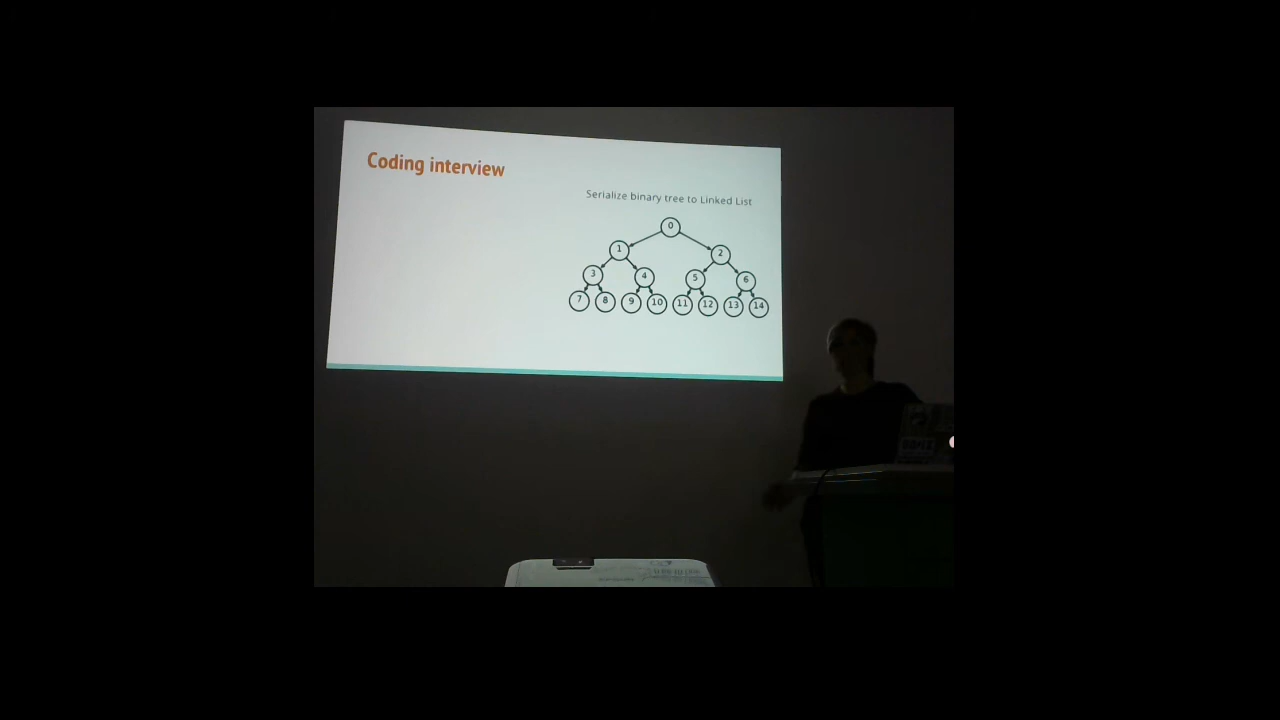 Coding interview
Serialize binary tree to Linked List
0
1 2
3 4 5 6
7 8 9 10 11 12 13 14